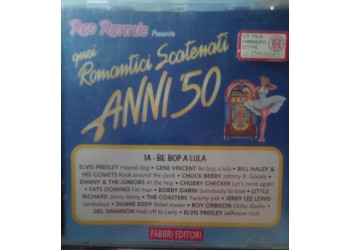 Presenta
quei
Romantici Scatenati
ANNI '50
1A - BE BOP A LULA
ELVIS PRESLEY Hound dog • GENE VINCENT Be bop a lula • BILL HALEY &
HIS COMETS Rock around the clock • CHUCK BERRY Johnny B. Goode •
DANNY & THE JUNIORS At the hop • CHUBBY CHECKER Let's twist again
• FATS DOMINO Fat man • BOBBY DARIN Somebody to love • LITTLE
RICHARD Jenny Jenny • THE COASTERS Yackety yak • JERRY LEE LEWIS
Jambalaya • DUANE EDDY Rebel rouser • ROY ORBISON Ooby dooby •
DEL SHANNON Hats off to Larry • ELVIS PRESLEY Jailhouse rock
FABBRI EDITORI